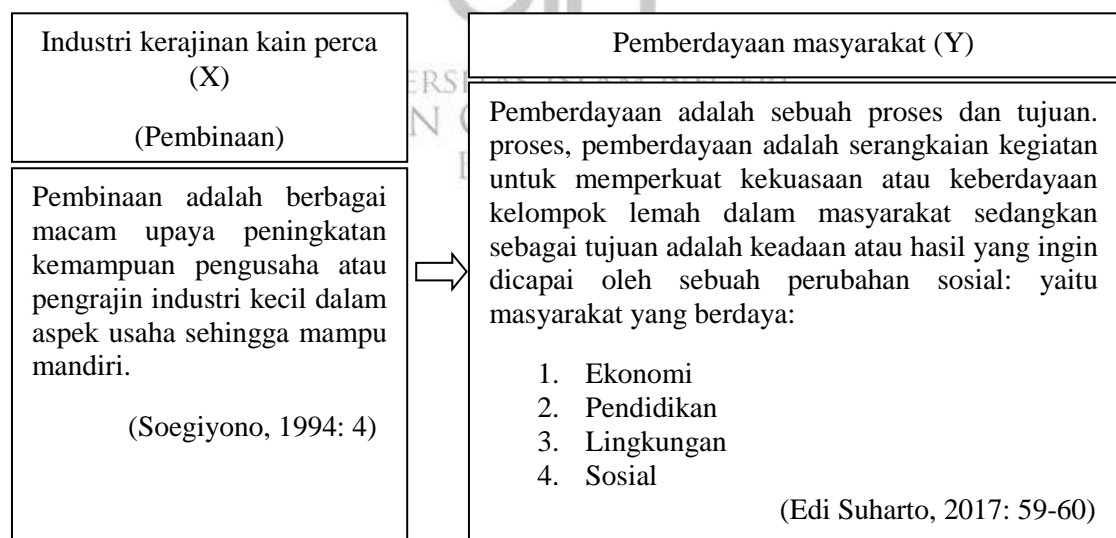 Industri kerajinan kain perca
(X)
(Pembinaan)
Pembinaan adalah berbagai
macam upaya peningkatan
kemampuan pengusaha atau
pengrajin industri kecil dalam
aspek usaha sehingga mampu
mandiri.
(Soegiyono, 1994: 4)
Pemberdayaan masyarakat (Y)
Pemberdayaan adalah sebuah proses dan tujuan.
proses, pemberdayaan adalah serangkaian kegiatan
untuk memperkuat kekuasaan atau keberdayaan
kelompok lemah dalam masyarakat sedangkan
sebagai tujuan adalah keadaan atau hasil yang ingin
dicapai oleh sebuah perubahan sosial: yaitu
masyarakat yang berdaya:
1. Ekonomi
2. Pendidikan
3. Lingkungan
4. Sosial
(Edi Suharto, 2017: 59-60)